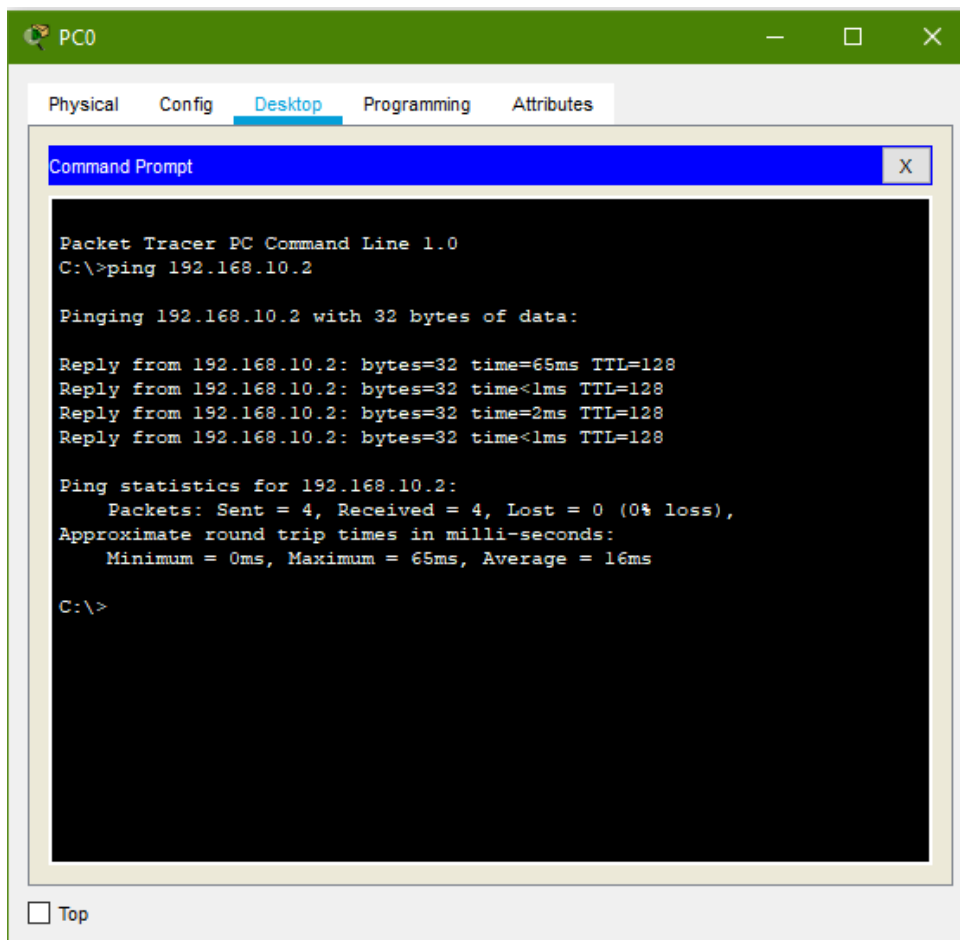 PC0
Physical Config Desktop Programming Attributes
Command Prompt X
Packet Tracer PC Command Line 1.0
C:\>ping 192.168.10.2
Pinging 192.168.10.2 with 32 bytes of data:
Reply from 192.168.10.2: bytes=32 time=65ms TTL=128
Reply from 192.168.10.2: bytes=32 time<1ms TTL=128
Reply from 192.168.10.2: bytes=32 time=2ms TTL=128
Reply from 192.168.10.2: bytes=32 time<1ms TTL=128
Ping statistics for 192.168.10.2:
Packets: Sent = 4, Received = 4, Lost = 0 (0% loss),
Approximate round trip times in milli-seconds:
Minimum = 0ms, Maximum = 65ms, Average = 16ms
C:\>
Top